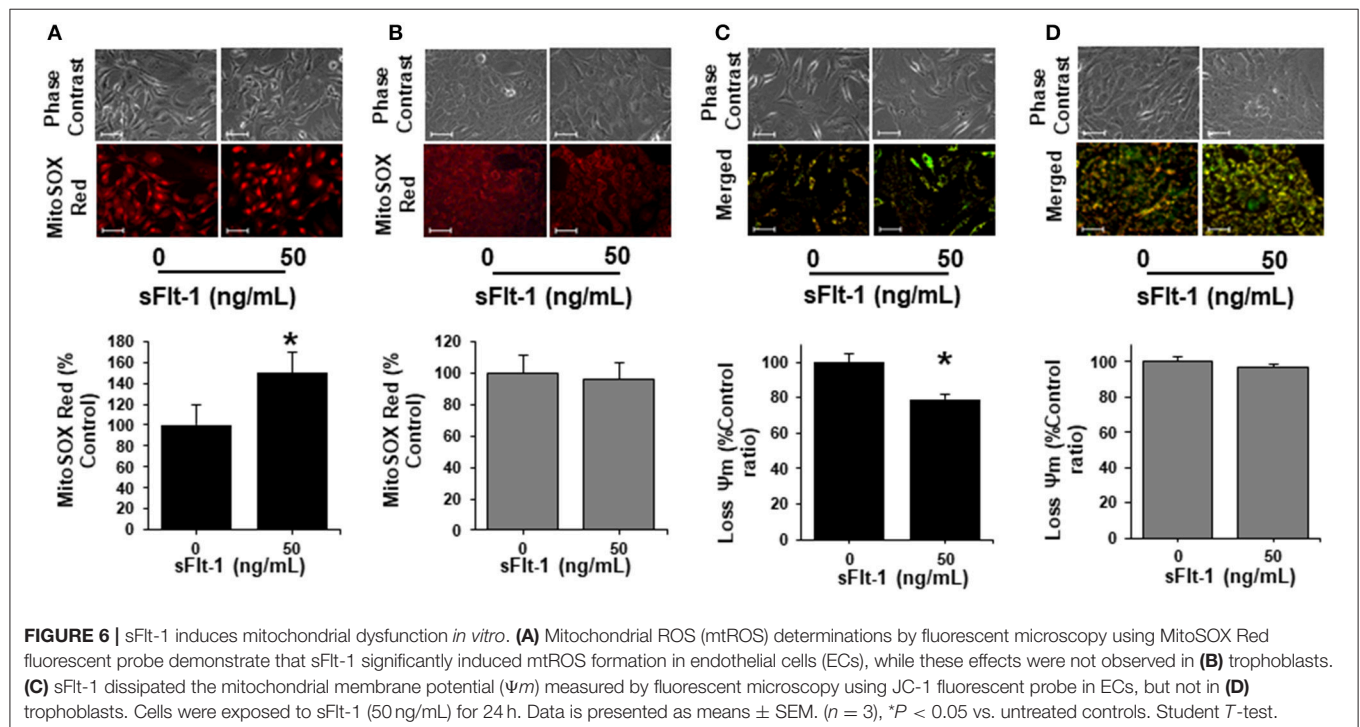 A
B
C
D
Phase Contrast
MitoSOX Red
0 50
sFlt-1 (ng/mL)
Phase Contrast
MitoSOX Red
0 50
sFlt-1 (ng/mL)
Phase Contrast
Merged
0 50
sFlt-1 (ng/mL)
Phase Contrast
Merged
0 50
sFlt-1 (ng/mL)
MitoSOX Red (%
Control)
180
160
140
120
100
80
60
40
20
0
*
0 50
sFlt-1 (ng/mL)
MitoSOX Red (%
Control)
120
100
80
60
40
20
0
0 50
sFlt-1 (ng/mL)
Loss Ψm (%Control
ratio)
100
80
60
40
20
0
*
0 50
sFlt-1 (ng/mL)
Loss Ψm (%Control
ratio)
100
80
60
40
20
0
0 50
sFlt-1 (ng/mL)
FIGURE 6 | sFlt-1 induces mitochondrial dysfunction in vitro. (A) Mitochondrial ROS (mtROS) determinations by fluorescent microscopy using MitoSOX Red
fluorescent probe demonstrate that sFlt-1 significantly induced mtROS formation in endothelial cells (ECs), while these effects were not observed in (B) trophoblasts.
(C) sFlt-1 dissipated the mitochondrial membrane potential (Ψm) measured by fluorescent microscopy using JC-1 fluorescent probe in ECs, but not in (D)
trophoblasts. Cells were exposed to sFlt-1 (50 ng/mL) for 24 h. Data is presented as means ± SEM. (n = 3), *P < 0.05 vs. untreated controls. Student T-test.